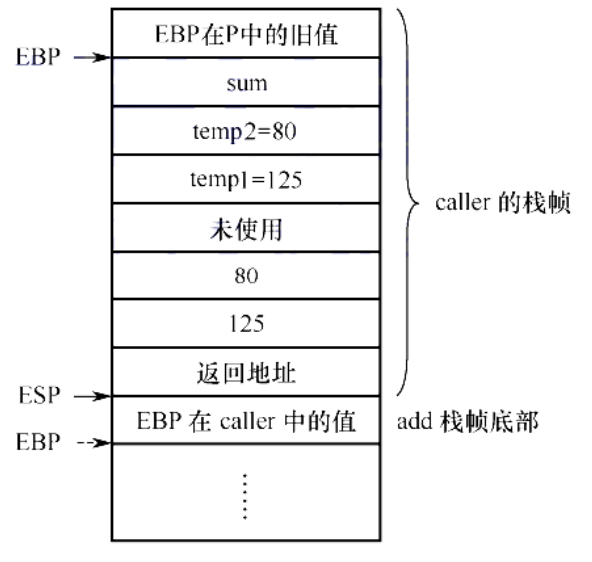 EBP在P中的旧值
EBP
sum
temp2=80
temp1=125
caller 的栈帧
未使用
80
125
返回地址
ESP
EBP 在 caller 中的值
add 栈帧底部
EBP